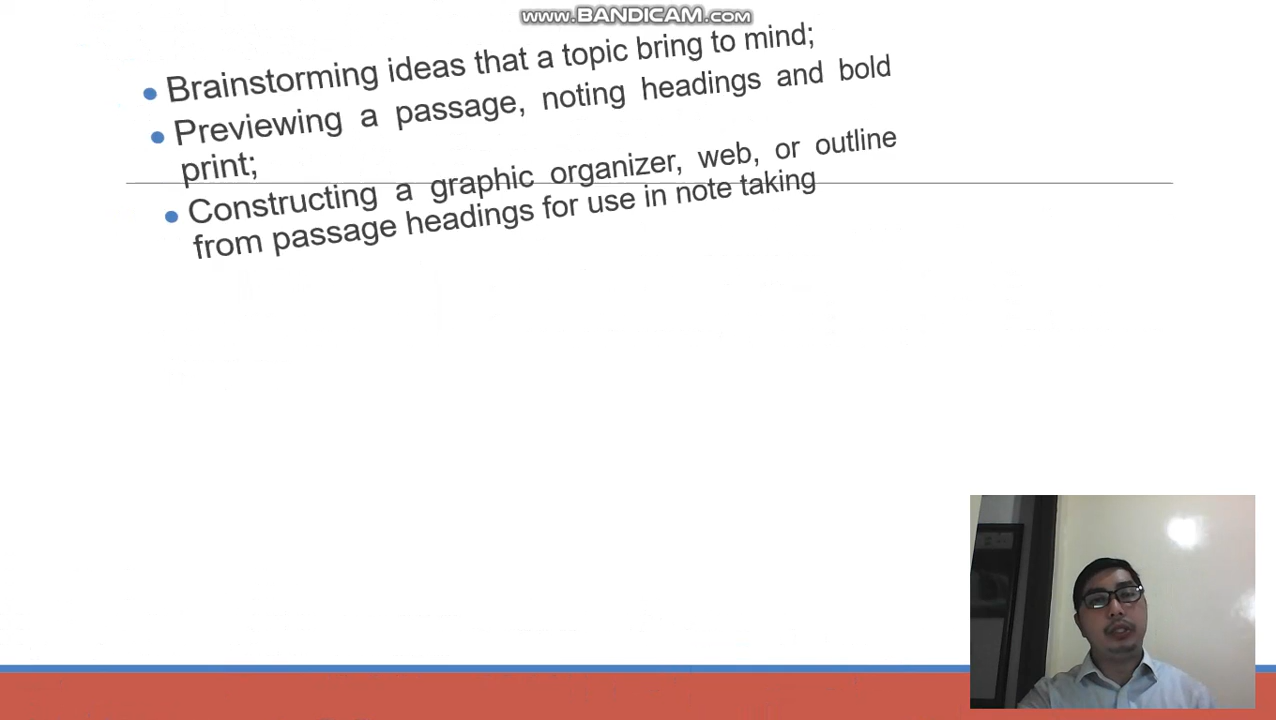 www.BANDICAM.com
Brainstorming ideas that a topic bring to mind;
Previewing a passage, noting headings and bold
print;
Constructing a graphic organizer, web, or outline
from passage headings for use in note taking